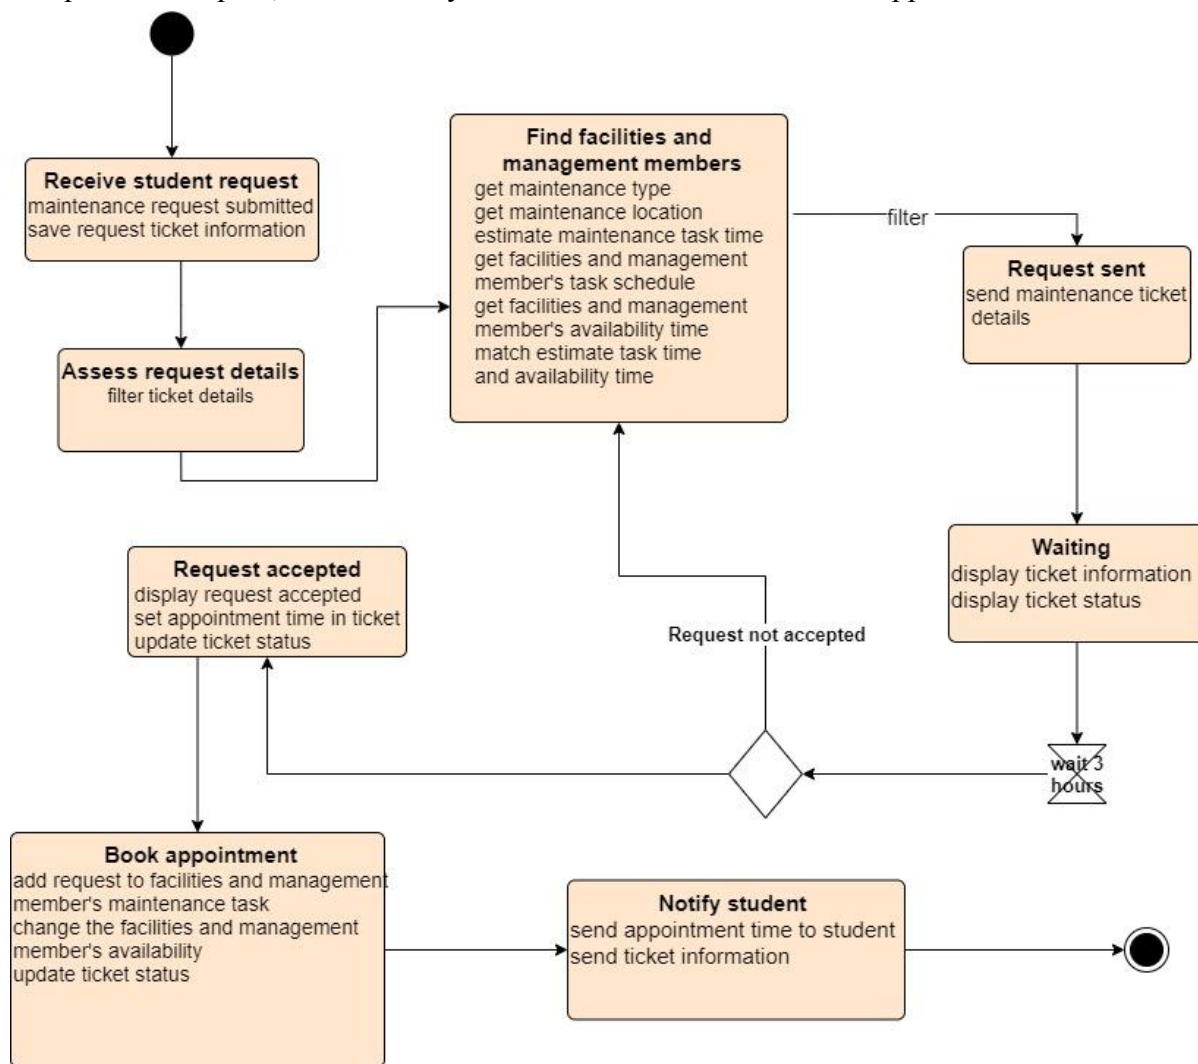 Receive student request
maintenance request submitted
save request ticket information
Assess request details
filter ticket details
Find facilities and
management members
get maintenance type
get maintenance location
estimate maintenance task time
get facilities and management
member's task schedule
get facilities and management
member's availability time
match estimate task time
and availability time
filter
Request sent
send maintenance ticket
details
Waiting
display ticket information
display ticket status
wait 3
hours
Request not accepted
Request accepted
display request accepted
set appointment time in ticket
update ticket status
Book appointment
add request to facilities and management
member's maintenance task
change the facilities and management
member's availability
update ticket status
Notify student
send appointment time to student
send ticket information